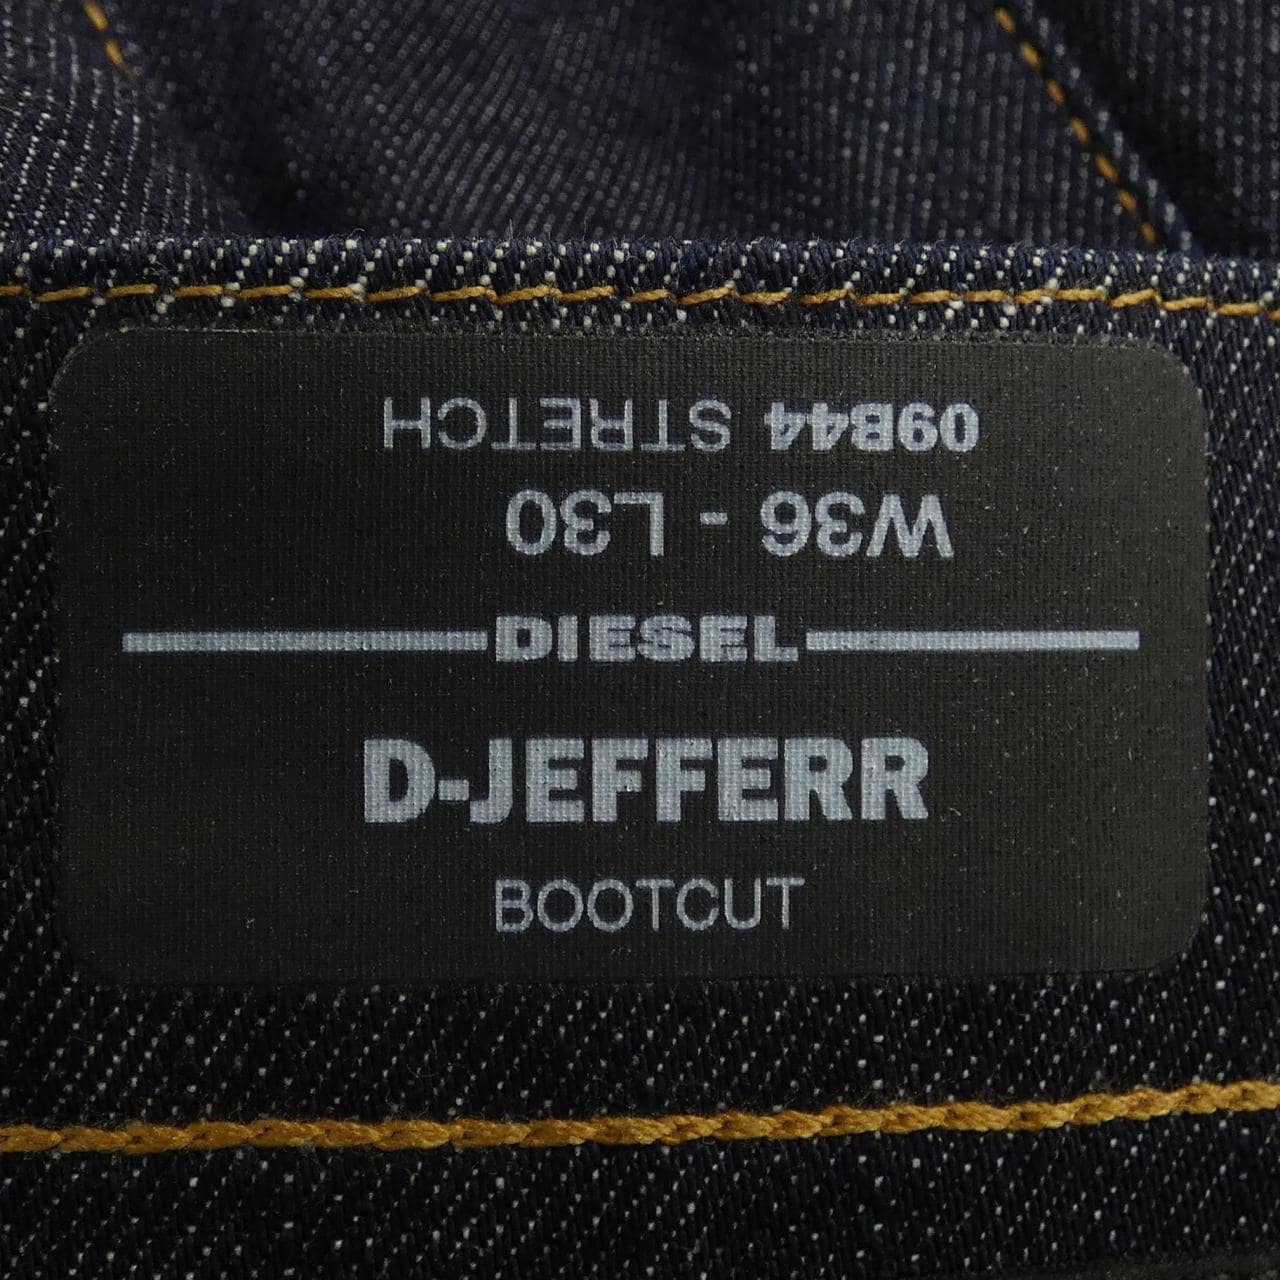 09B44 STRETCH
W36 - L30
DIESEL
D-JEFFERR
BOOTCUT